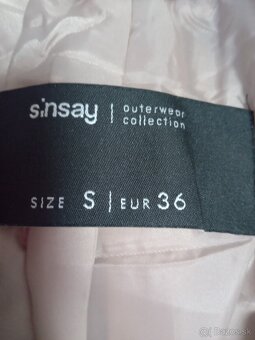 sinsay | outerwear
collection
SIZE S | EUR 36